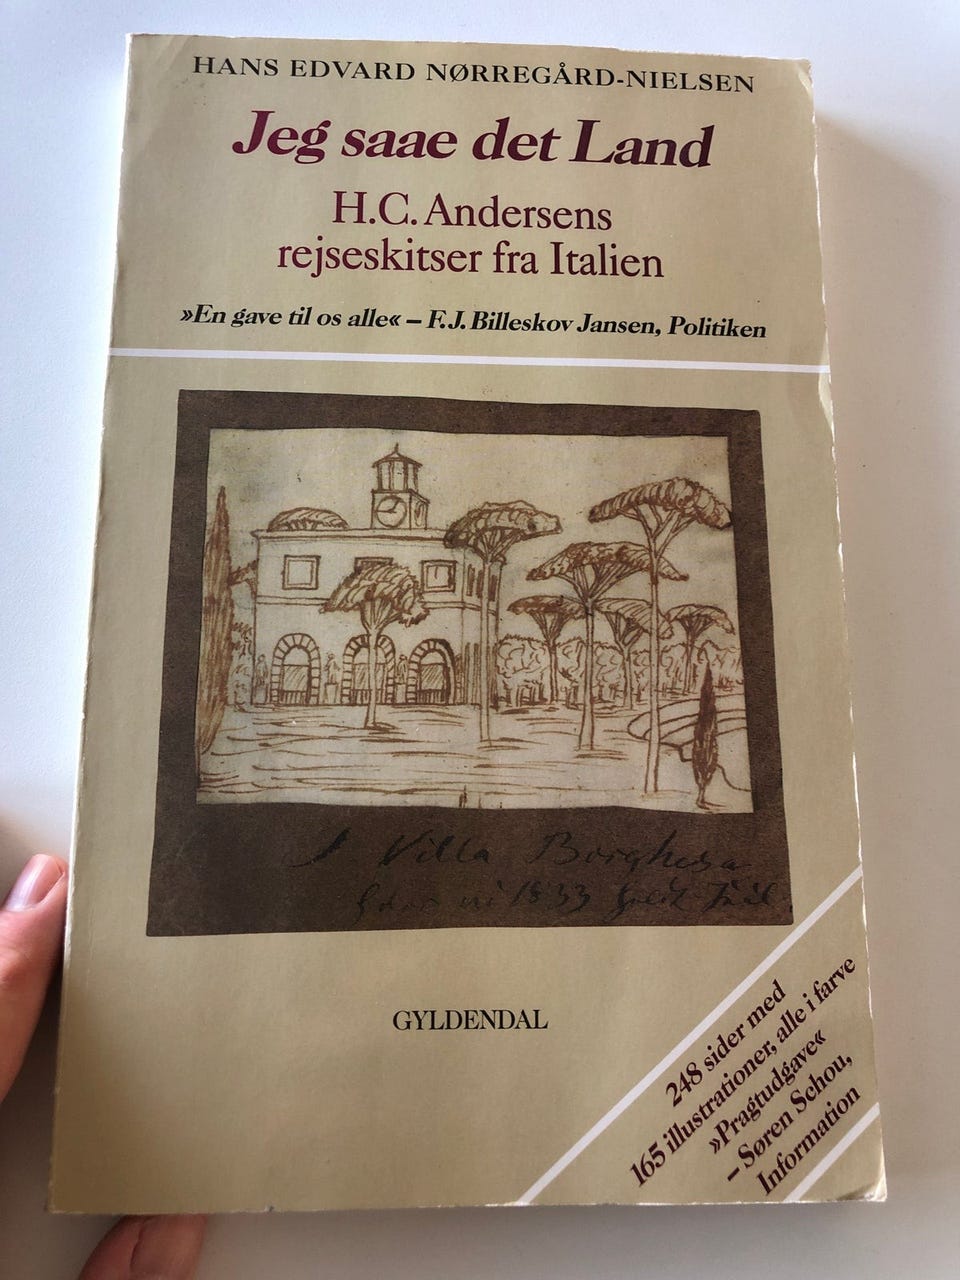 HANS EDVARD NØRREGÅRD-NIELSEN
Jeg saae det Land
H.C. Andersens
rejseskitser fra Italien
»En gave til os alle« – F.J. Billeskov Jansen, Politiken
I Villa Borghesa
1833
GYLDENDAL
248 sider med
165 illustrationer, alle i farve
»Pragtudgave«
– Søren Schou,
Information